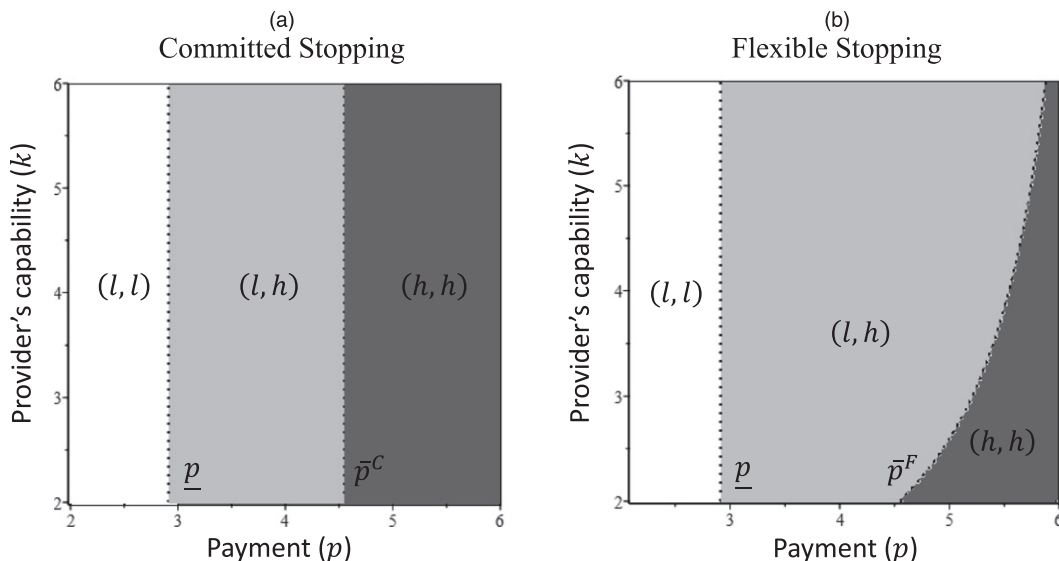 (a)
Committed Stopping
6
5
4
3
2
Provider's capability (k)
(l, l)
(l, h)
(h, h)
p
p̄^C
2 3 4 5 6
Payment (p)
(b)
Flexible Stopping
6
5
4
3
2
Provider's capability (k)
(l, l)
(l, h)
(h, h)
p
p̄^F
3 4 5 6
Payment (p)